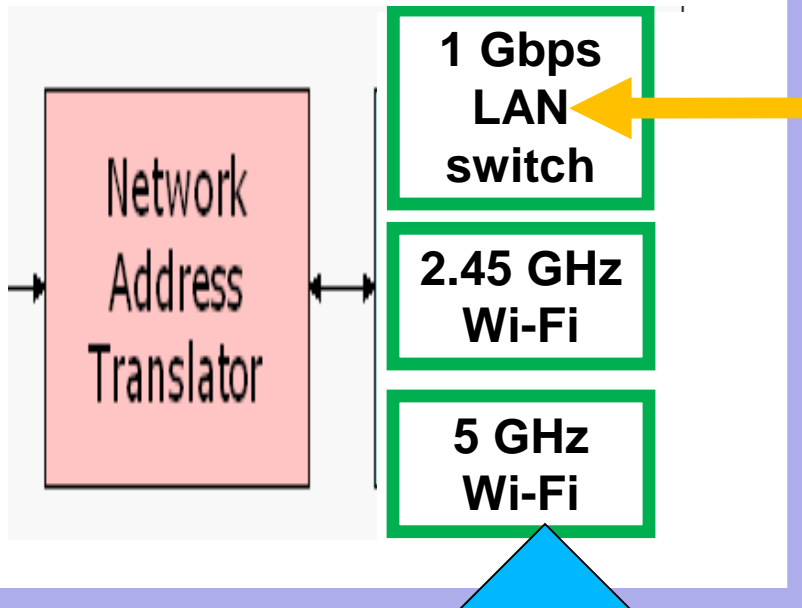 Network
Address
Translator
1 Gbps
LAN
switch
2.45 GHz
Wi-Fi
5 GHz
Wi-Fi